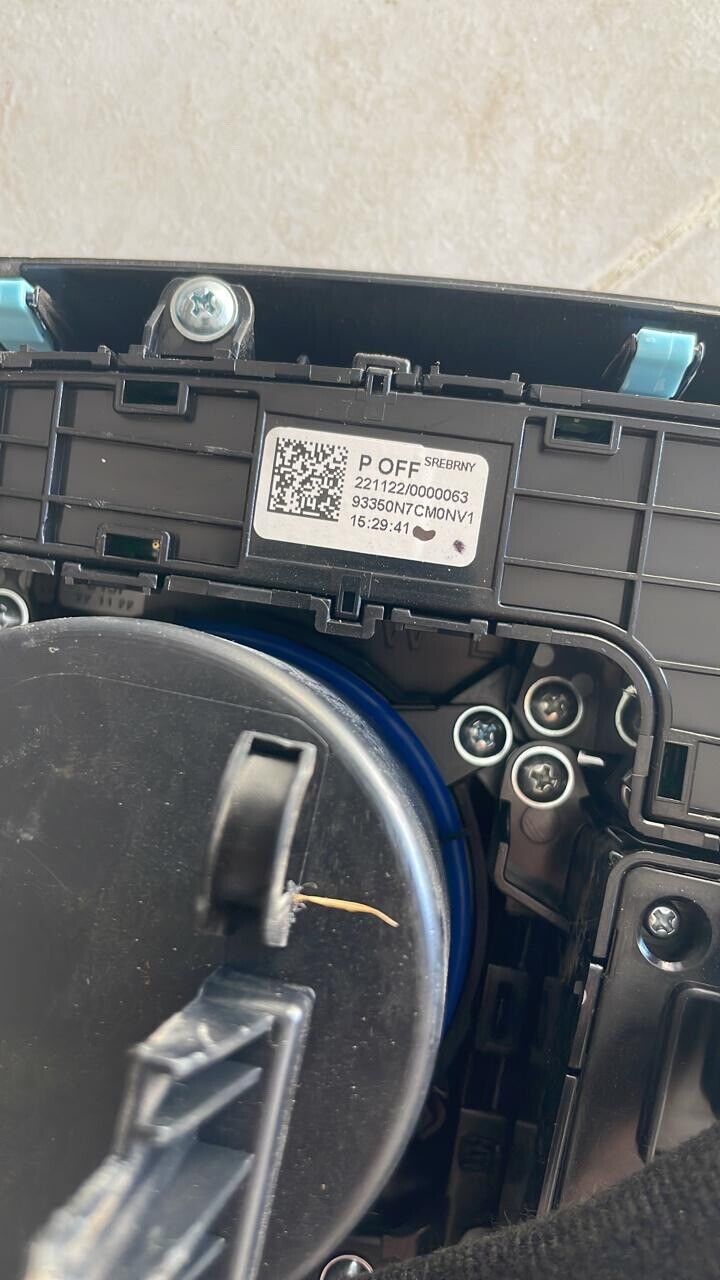 P OFF SREBRNY
221122/0000063
93350N7CM0NV1
15:29:41